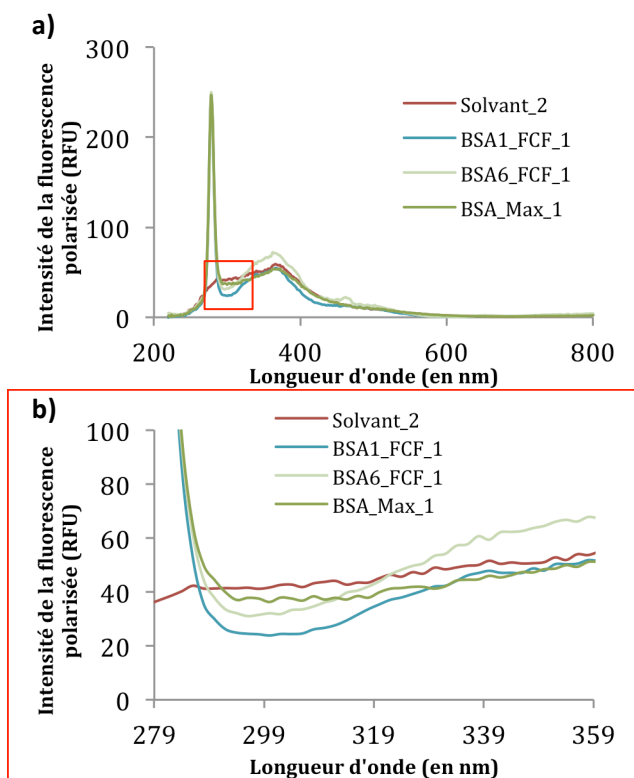 a)
Intensité de la fluorescence
polarisée (RFU)
300
200
100
0
200
400
600
800
Longueur d'onde (en nm)
Solvant_2
BSA1_FCF_1
BSA6_FCF_1
BSA_Max_1
b)
Intensité de la fluorescence
polarisée (RFU)
100
80
60
40
20
0
279
299
319
339
359
Longueur d'onde (en nm)
Solvant_2
BSA1_FCF_1
BSA6_FCF_1
BSA_Max_1